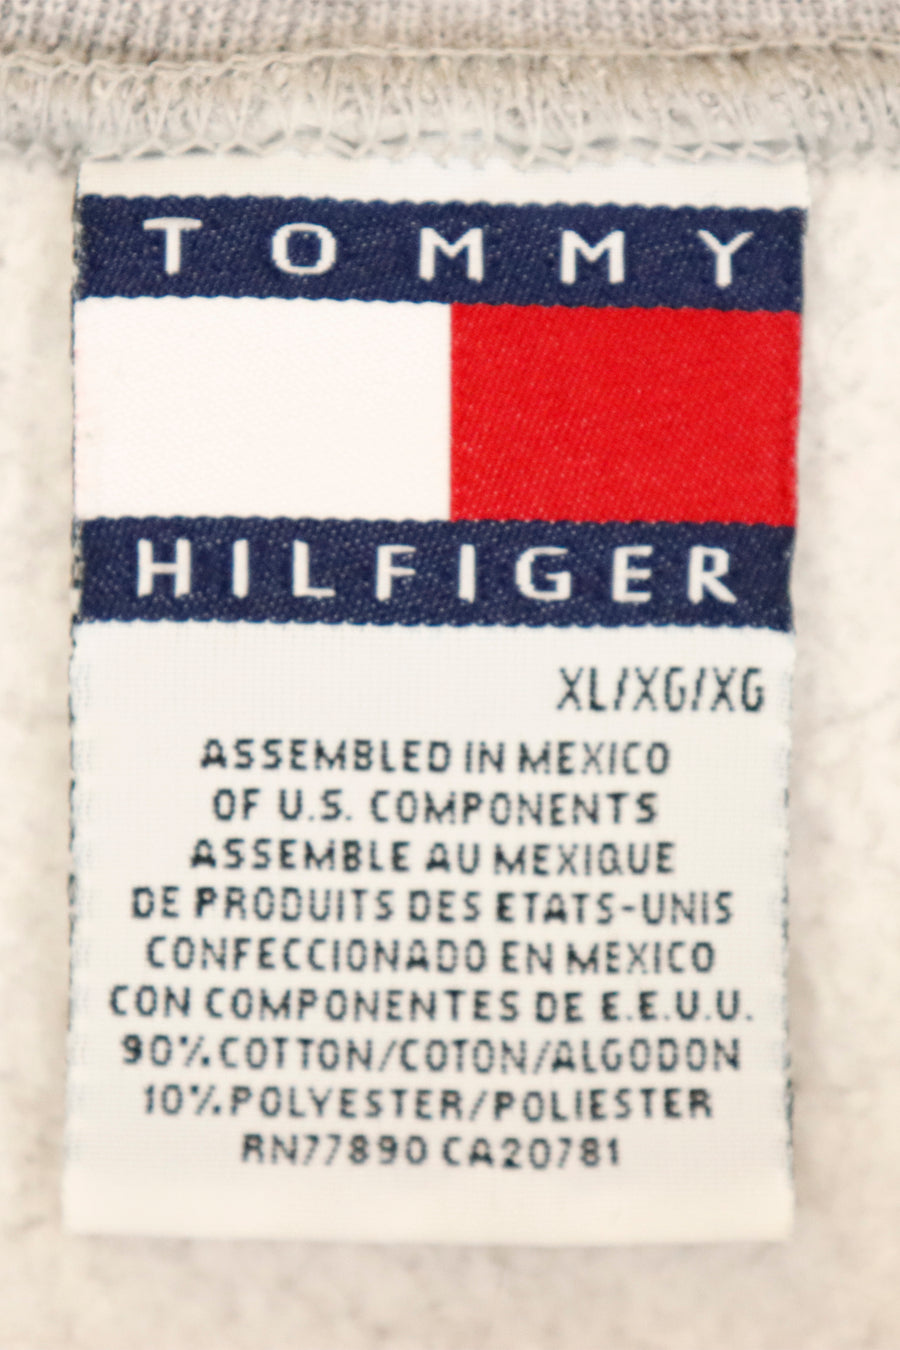 TOMMY
HILFIGER
XL/XG/XG
ASSEMBLED IN MEXICO
OF U.S. COMPONENTS
ASSEMBLE AU MEXIQUE
DE PRODUITS DES ETATS-UNIS
CONFECCIONADO EN MEXICO
CON COMPONENTES DE E.E.U.U.
90% COTTON/COTON/ALGODON
10% POLYESTER/POLIESTER
RN77890 CA20781